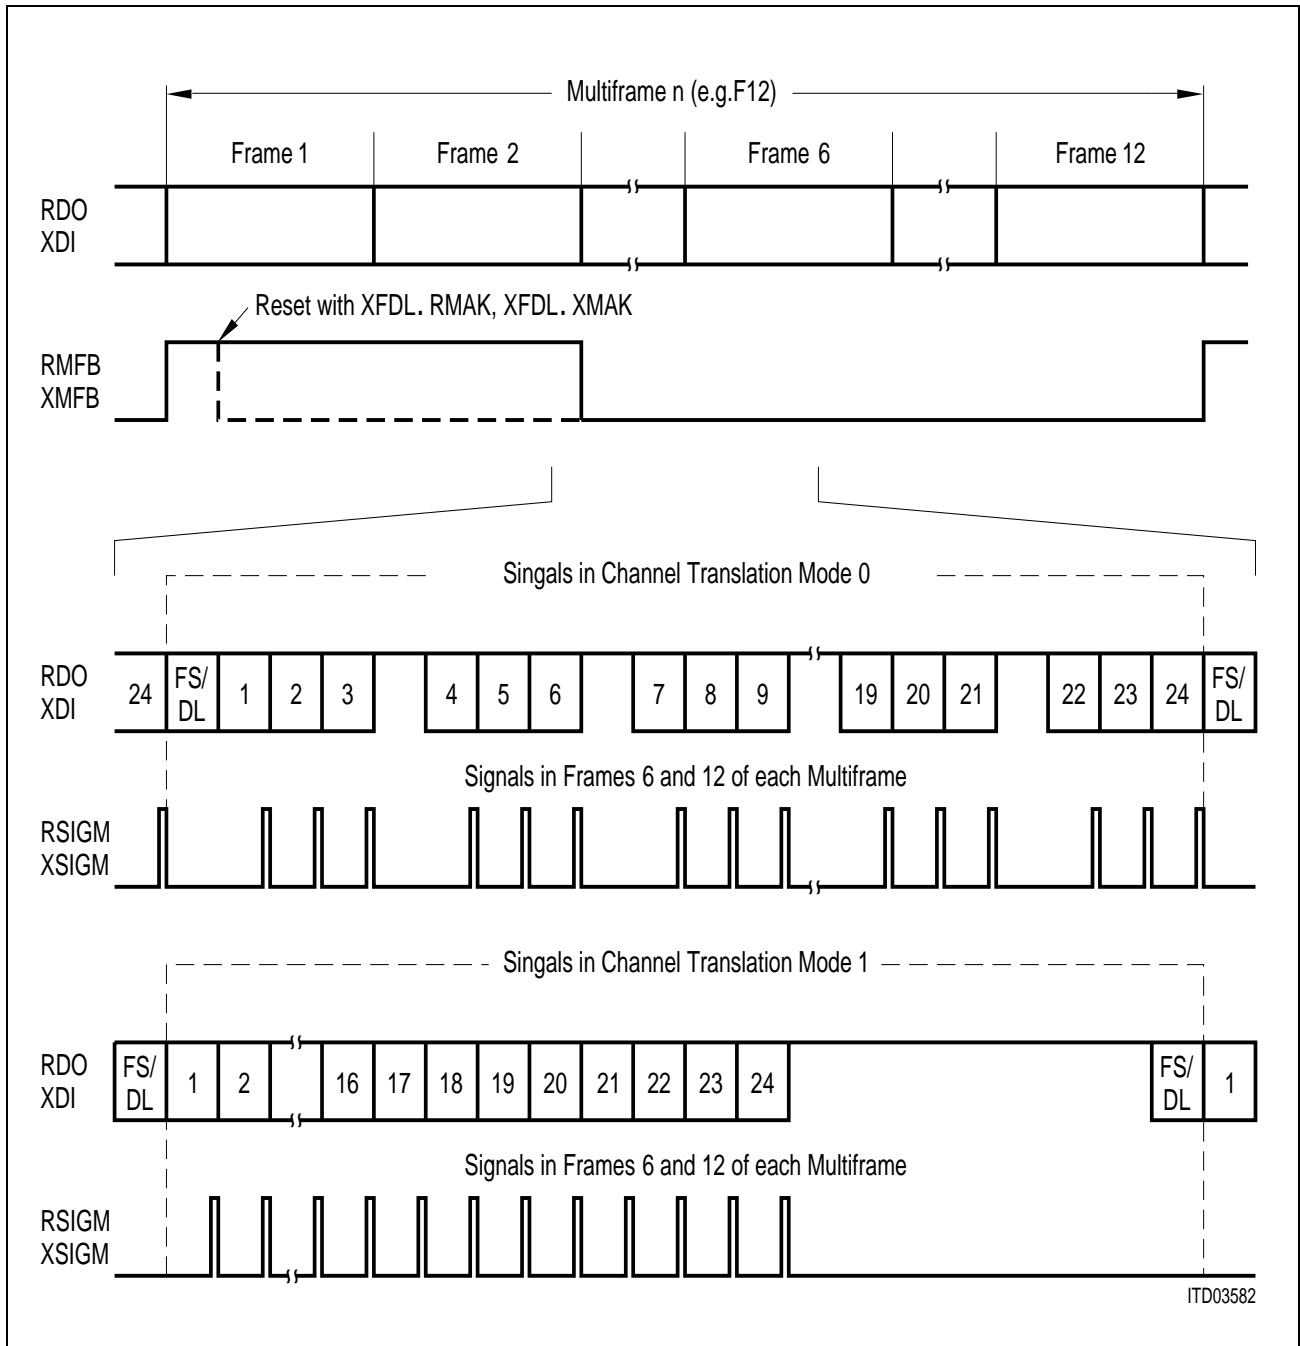 Multiframe n (e.g.F12)
Frame 1 Frame 2 Frame 6 Frame 12
RDO
XDI
Reset with XFDL. RMAK, XFDL. XMAK
RMFB
XMFB
Singals in Channel Translation Mode 0
RDO
XDI
24 FS/DL 1 2 3 4 5 6 7 8 9 19 20 21 22 23 24 FS/DL
Signals in Frames 6 and 12 of each Multiframe
RSIGM
XSIGM
Singals in Channel Translation Mode 1
RDO
XDI
FS/DL 1 2 16 17 18 19 20 21 22 23 24 FS/DL 1
Signals in Frames 6 and 12 of each Multiframe
RSIGM
XSIGM
ITD03582